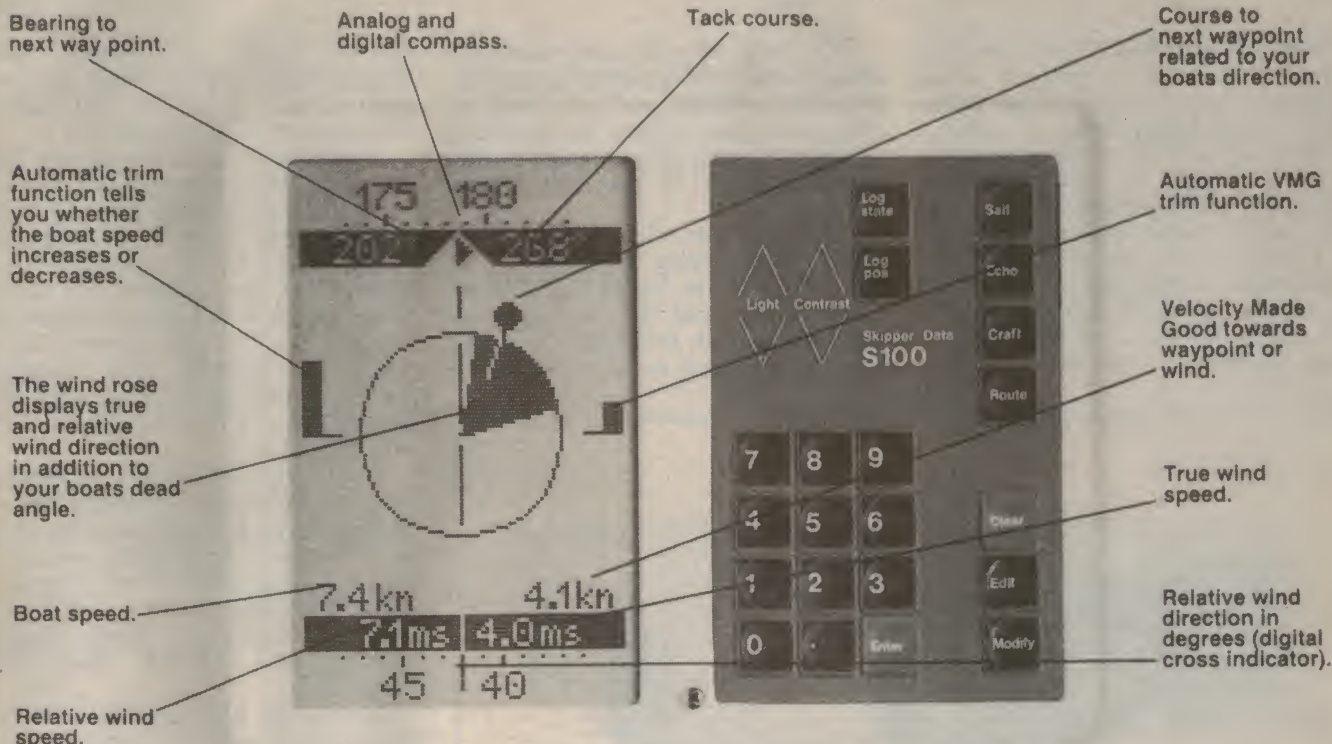 Bearing to
next way point.
Analog and
digital compass.
Tack course.
Course to
next waypoint
related to your
boats direction.
Automatic trim
function tells
you whether
the boat speed
increases or
decreases.
The wind rose
displays true
and relative
wind direction
in addition to
your boats dead
angle.
Boat speed.
Relative wind
speed.
175 180
202° 268°
7.4kn 4.1kn
7.1ms 4.0ms
45 40
Log
state
Sail
Log
pos
Echo
Light Contrast
Skipper Data
S100
Craft
Route
7 8 9
4 5 6
Clear
1 2 3
Edit
0 . Enter
Modify
Automatic VMG
trim function.
Velocity Made
Good towards
waypoint or
wind.
True wind
speed.
Relative wind
direction in
degrees (digital
cross indicator).